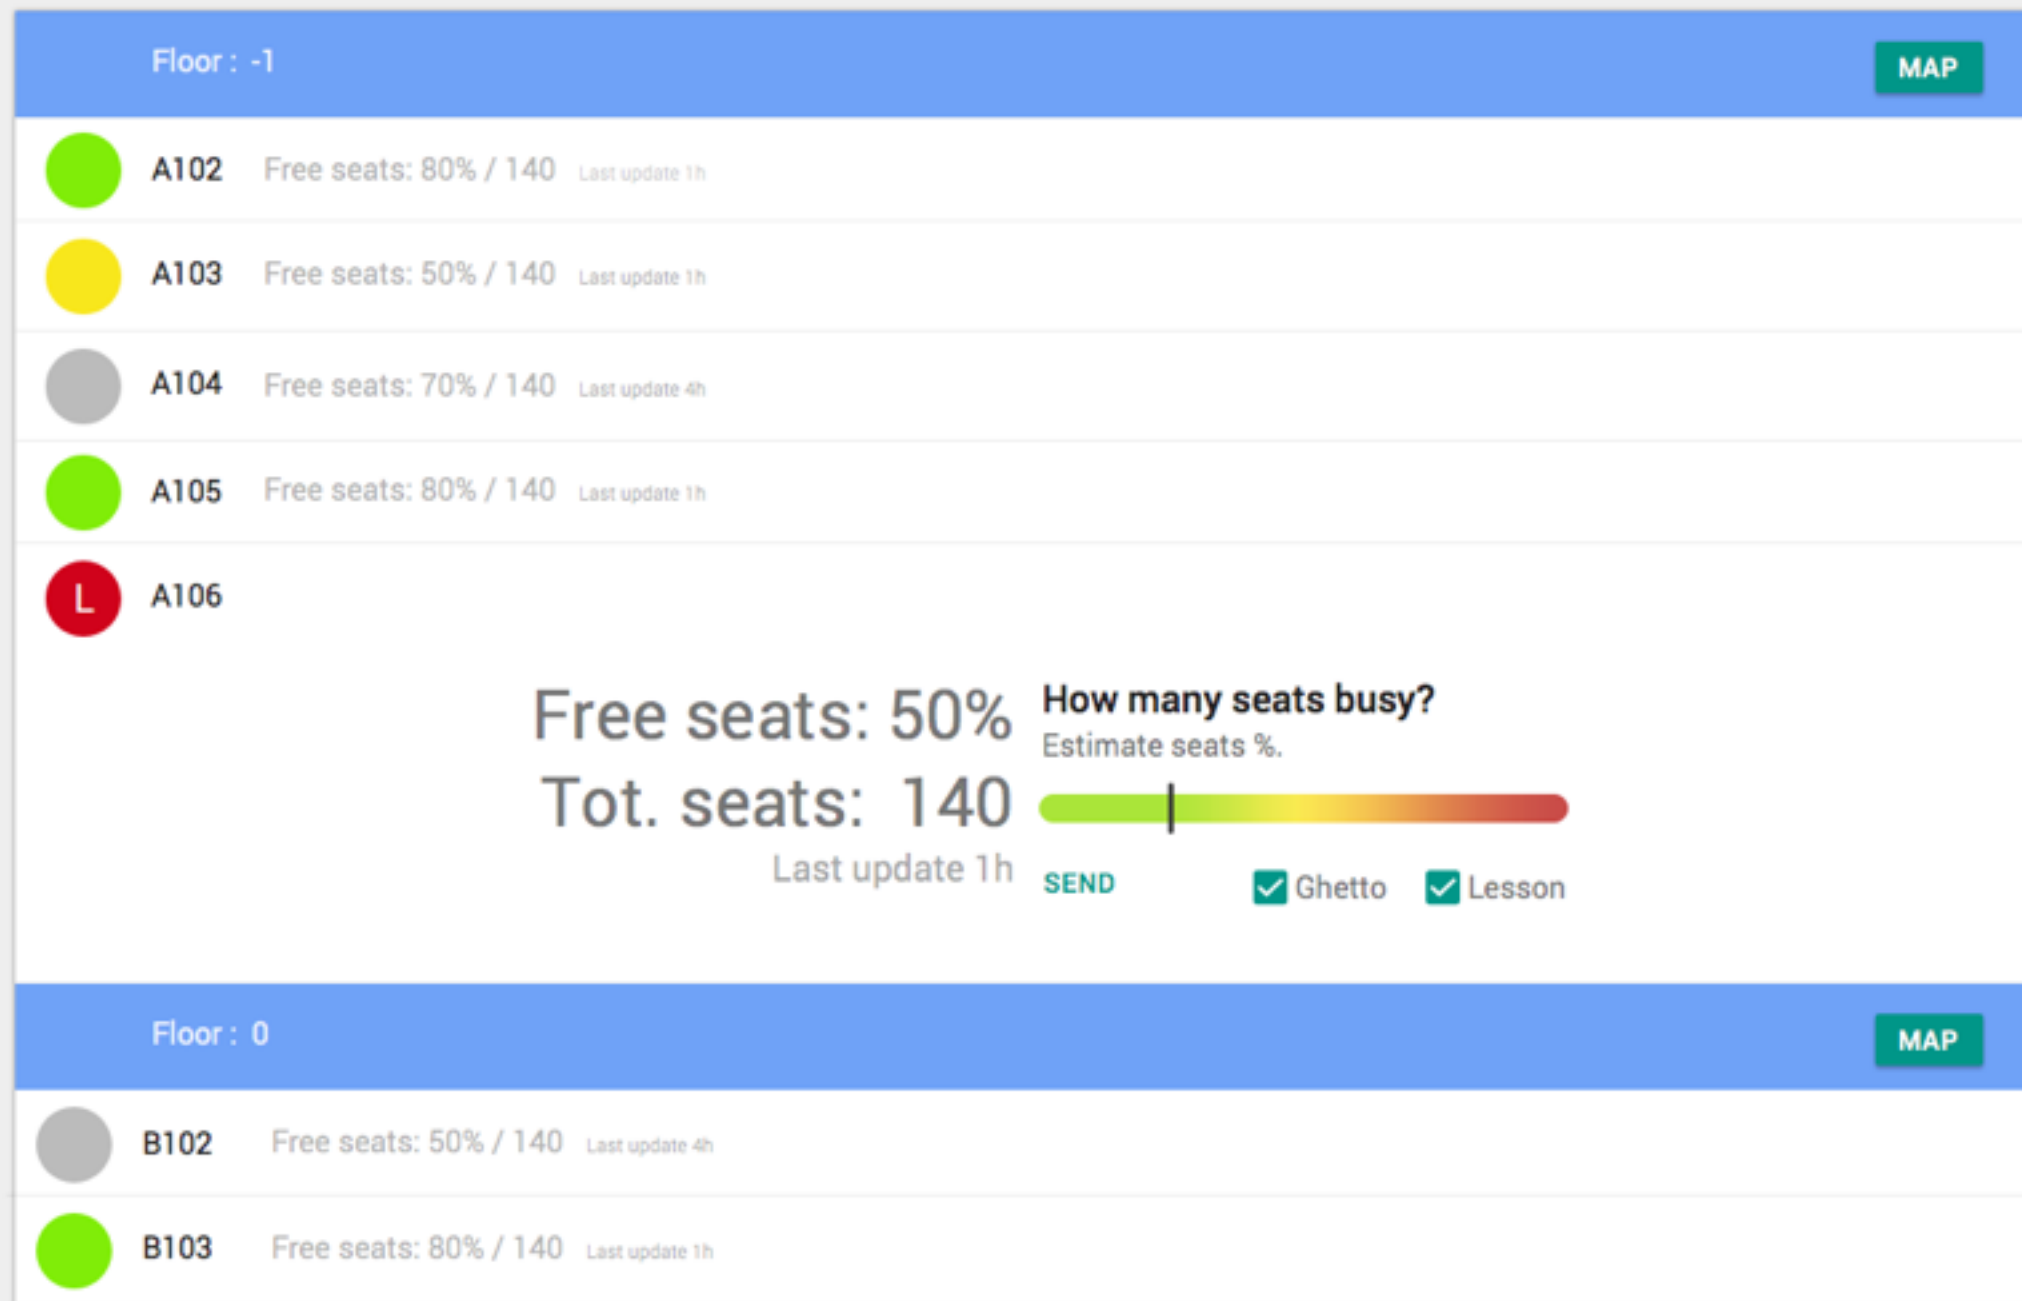 Floor : -1 MAP
A102 Free seats: 80% / 140 Last update 1h
A103 Free seats: 50% / 140 Last update 1h
A104 Free seats: 70% / 140 Last update 4h
A105 Free seats: 80% / 140 Last update 1h
L A106
Free seats: 50%
Tot. seats: 140
Last update 1h
How many seats busy?
Estimate seats %.
SEND Ghetto Lesson
Floor : 0 MAP
B102 Free seats: 50% / 140 Last update 4h
B103 Free seats: 80% / 140 Last update 1h